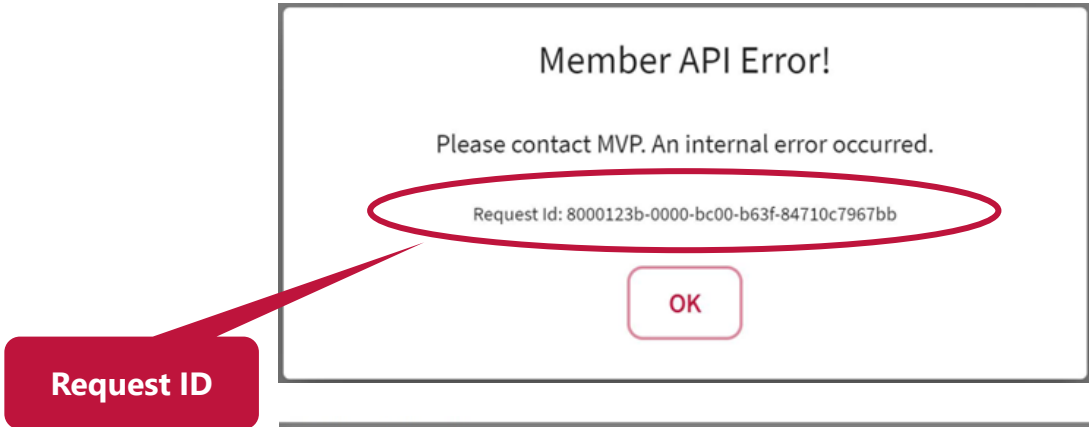 Member API Error!
Please contact MVP. An internal error occurred.
Request Id: 8000123b-0000-bc00-b63f-84710c7967bb
OK
Request ID